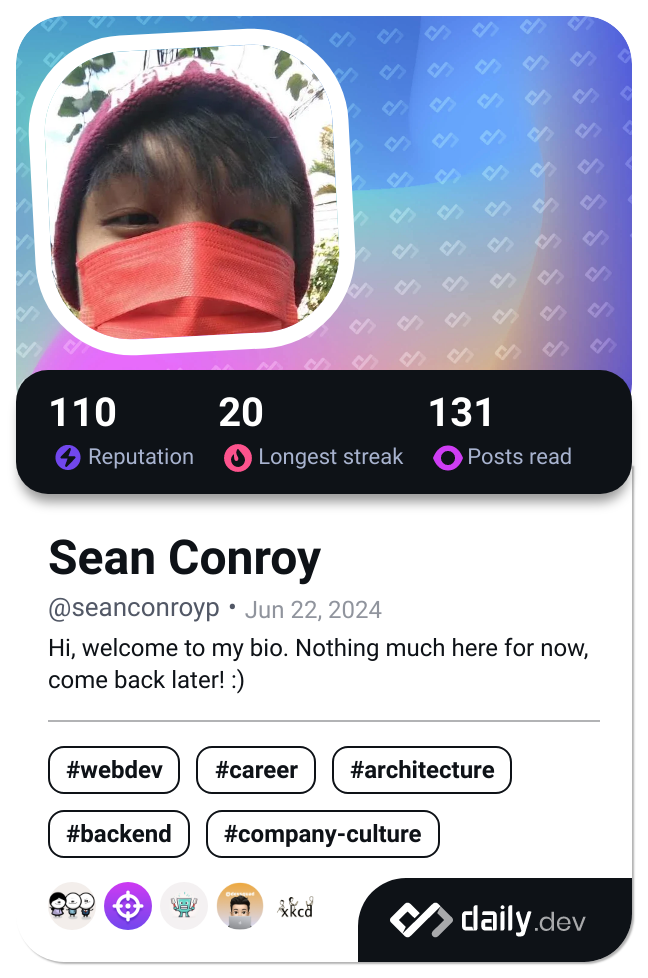 110 20 131
Reputation Longest streak Posts read
Sean Conroy
@seanconroyp • Jun 22, 2024
Hi, welcome to my bio. Nothing much here for now,
come back later! :)
#webdev #career #architecture
#backend #company-culture
xkcd
daily.dev